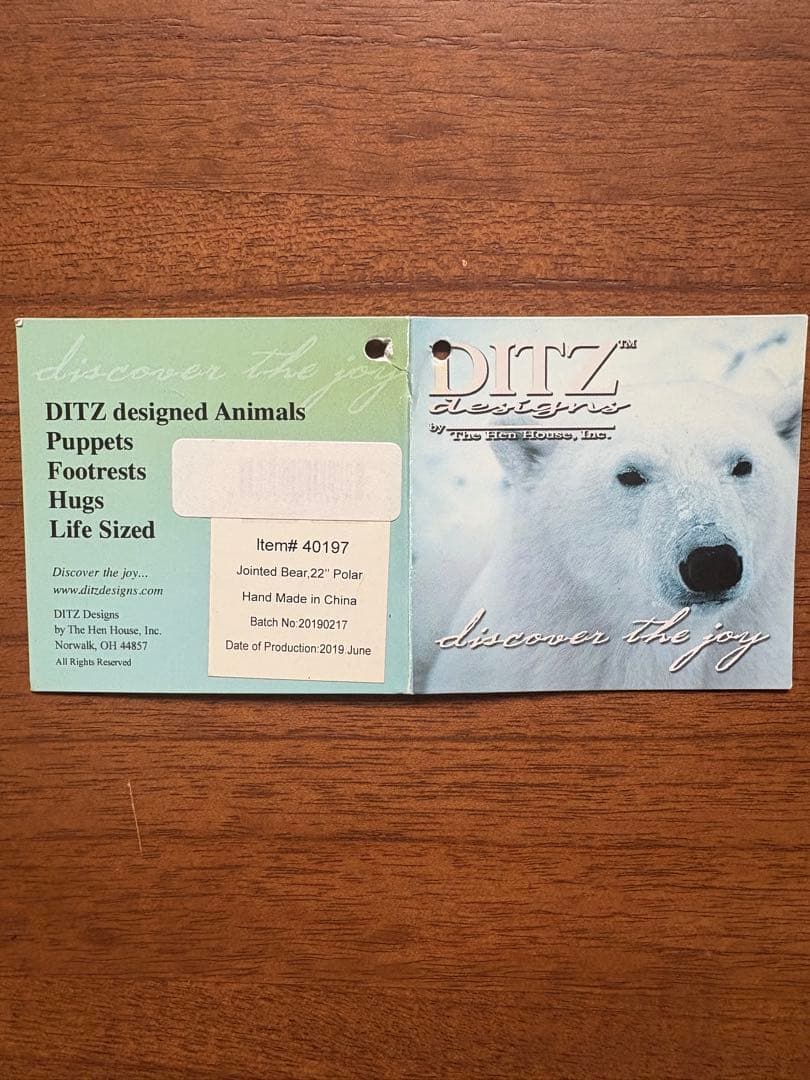 discover the joy
DITZ designed Animals
Puppets
Footrests
Hugs
Life Sized
Item# 40197
Jointed Bear,22" Polar
Hand Made in China
Batch No:20190217
Date of Production:2019.June
Discover the joy...
www.ditzdesigns.com
DITZ Designs
by The Hen House, Inc.
Norwalk, OH 44857
All Rights Reserved
DITZ™
designs
by The Hen House, Inc.
discover the joy